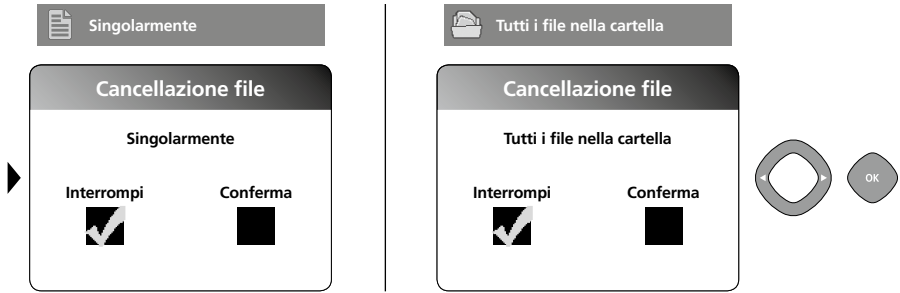 Singolarmente
Cancellazione file
Singolarmente
Interrompi Conferma
Tutti i file nella cartella
Cancellazione file
Tutti i file nella cartella
Interrompi Conferma
OK